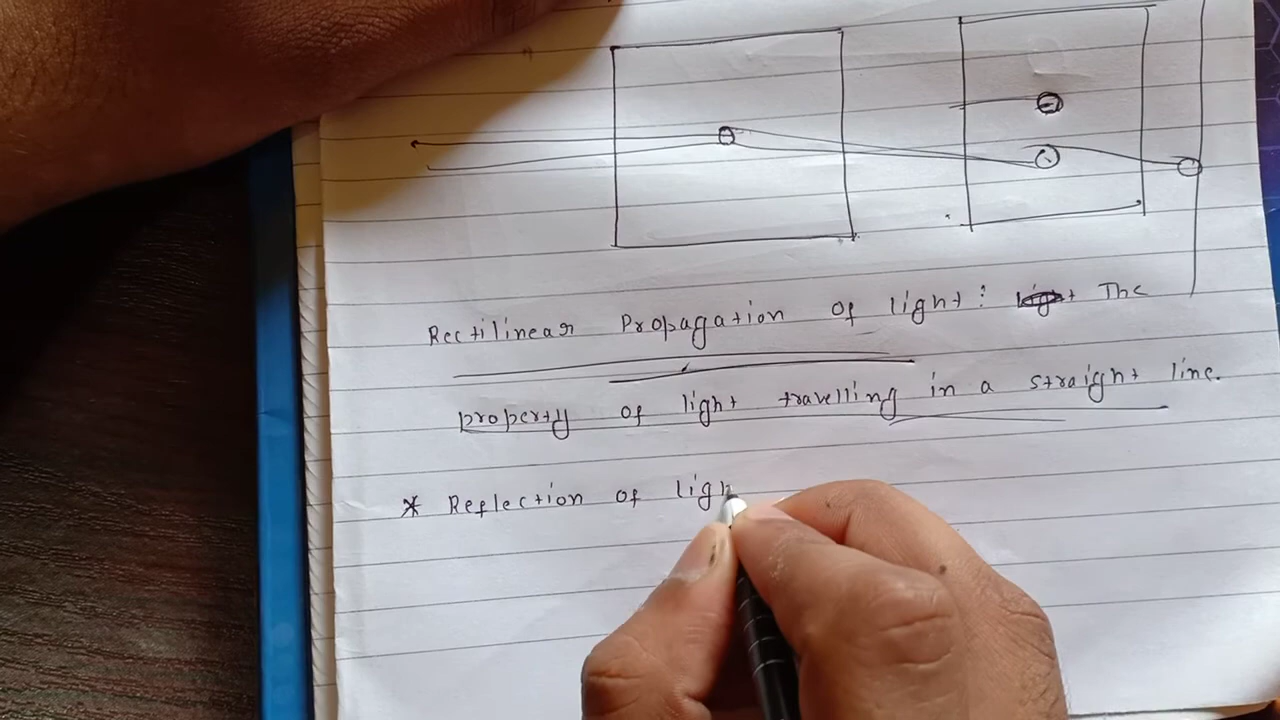 Rectilinear Propagation of light: The
property of light travelling in a straight line.
* Reflection of ligh